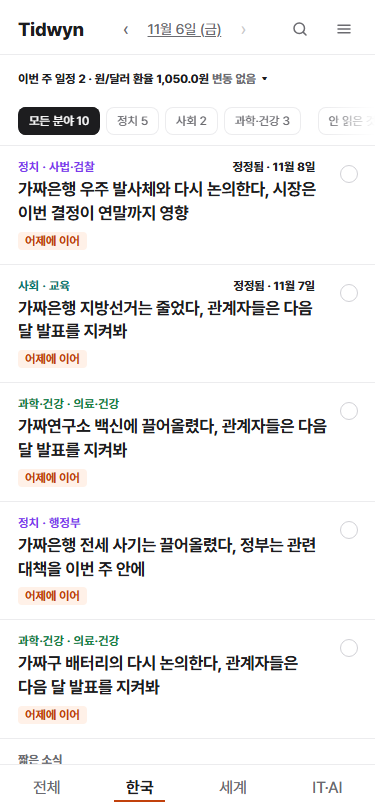 Tidwyn
‹ 11월 6일 (금) ›
이번 주 일정 2 · 원/달러 환율 1,050.0원 변동 없음
모든 분야 10 정치 5 사회 2 과학·건강 3 안 읽은
정치 · 사법·검찰 정정됨 · 11월 8일
가짜은행 우주 발사체와 다시 논의한다, 시장은
이번 결정이 연말까지 영향
어제에 이어
사회 · 교육 정정됨 · 11월 7일
가짜은행 지방선거는 줄었다, 관계자들은 다음
달 발표를 지켜봐
어제에 이어
과학·건강 · 의료·건강
가짜연구소 백신에 끌어올렸다, 관계자들은 다음
달 발표를 지켜봐
어제에 이어
정치 · 행정부
가짜은행 전세 사기는 끌어올렸다, 정부는 관련
대책을 이번 주 안에
어제에 이어
과학·건강 · 의료·건강
가짜구 배터리의 다시 논의한다, 관계자들은
다음 달 발표를 지켜봐
어제에 이어
짧은 소식
전체 한국 세계 IT·AI